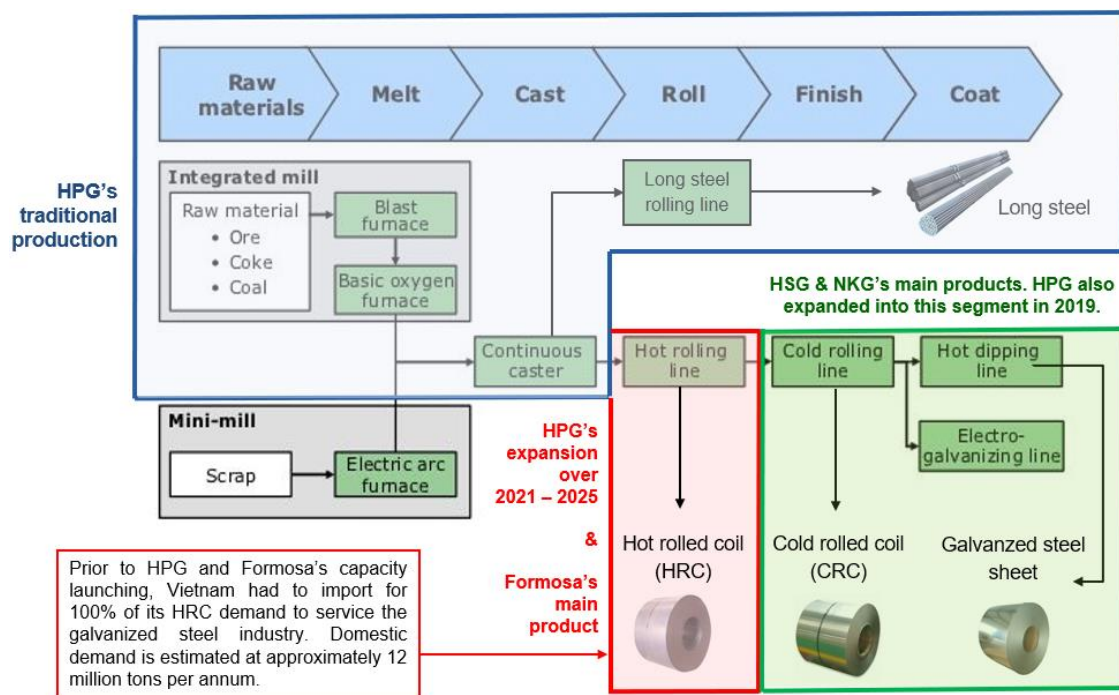 Raw
materials
Melt
Cast
Roll
Finish
Coat
HPG's
traditional
production
Integrated mill
Raw material
• Ore
• Coke
• Coal
Blast
furnace
Basic oxygen
furnace
Long steel
rolling line
Long steel
HSG & NKG's main products. HPG also
expanded into this segment in 2019.
Continuous
caster
Hot rolling
line
Cold rolling
line
Hot dipping
line
Electro-
galvanizing line
Mini-mill
Scrap
Electric arc
furnace
HPG's
expansion
over
2021 – 2025
&
Formosa's
main
product
Hot rolled coil
(HRC)
Cold rolled coil
(CRC)
Galvanzed steel
sheet
Prior to HPG and Formosa's capacity
launching, Vietnam had to import for
100% of its HRC demand to service the
galvanized steel industry. Domestic
demand is estimated at approximately 12
million tons per annum.